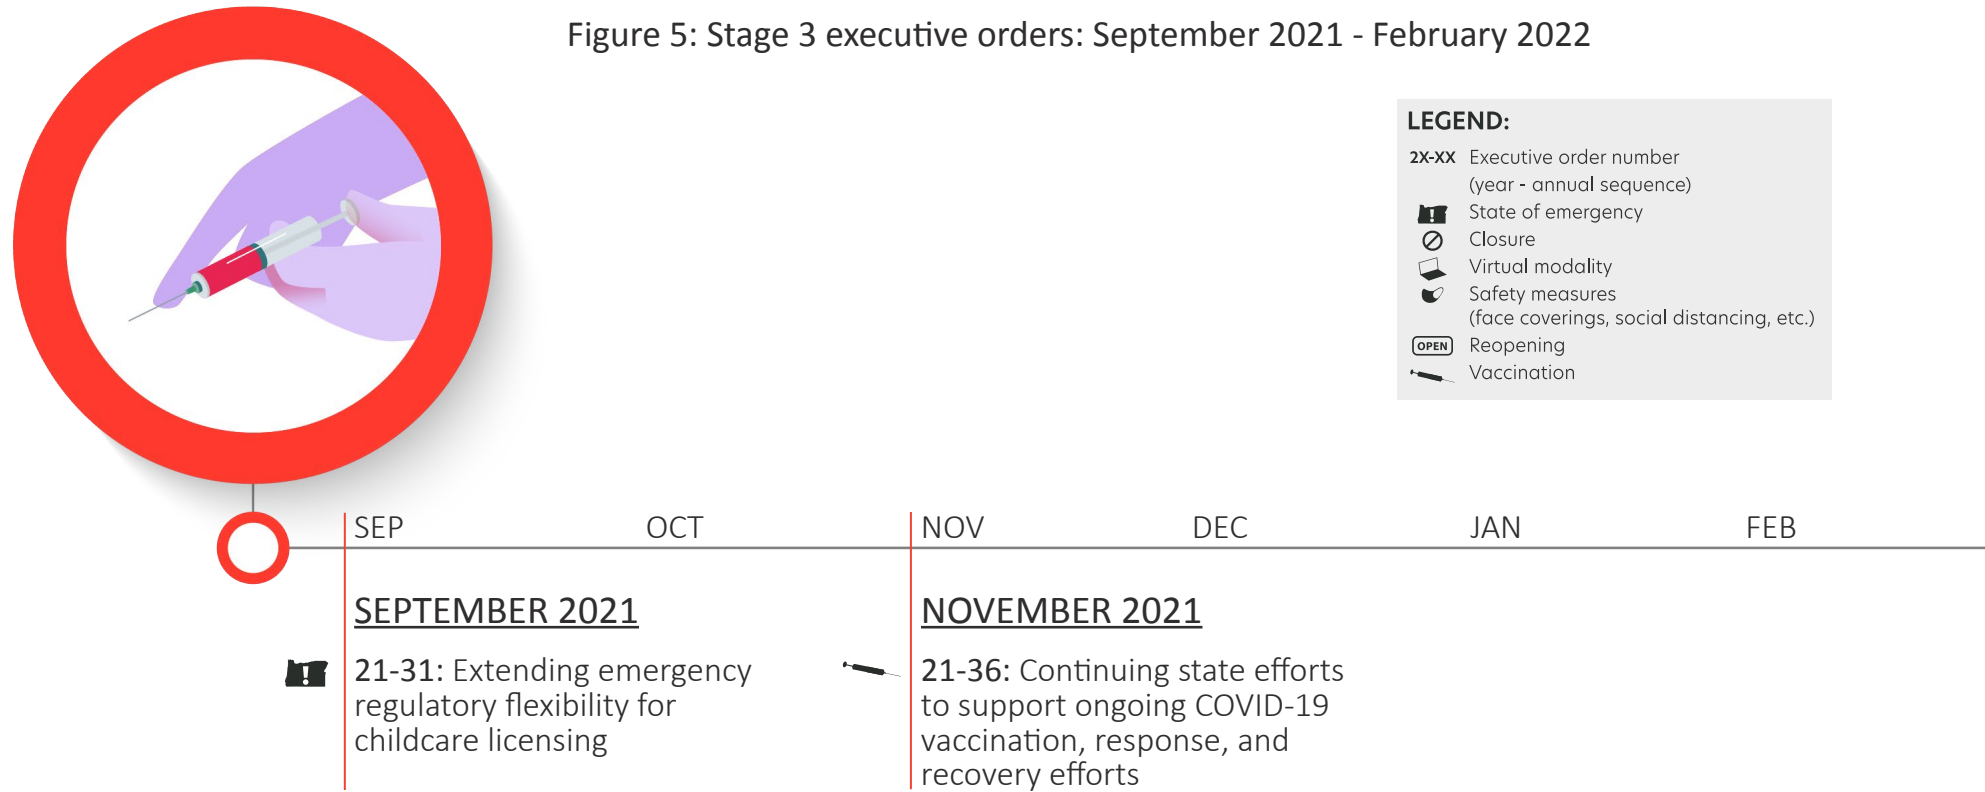 Figure 5: Stage 3 executive orders: September 2021 - February 2022
LEGEND:
2X-XX Executive order number
(year - annual sequence)
State of emergency
Closure
Virtual modality
Safety measures
(face coverings, social distancing, etc.)
OPEN Reopening
Vaccination
SEP OCT NOV DEC JAN FEB
SEPTEMBER 2021
21-31: Extending emergency
regulatory flexibility for
childcare licensing
NOVEMBER 2021
21-36: Continuing state efforts
to support ongoing COVID-19
vaccination, response, and
recovery efforts